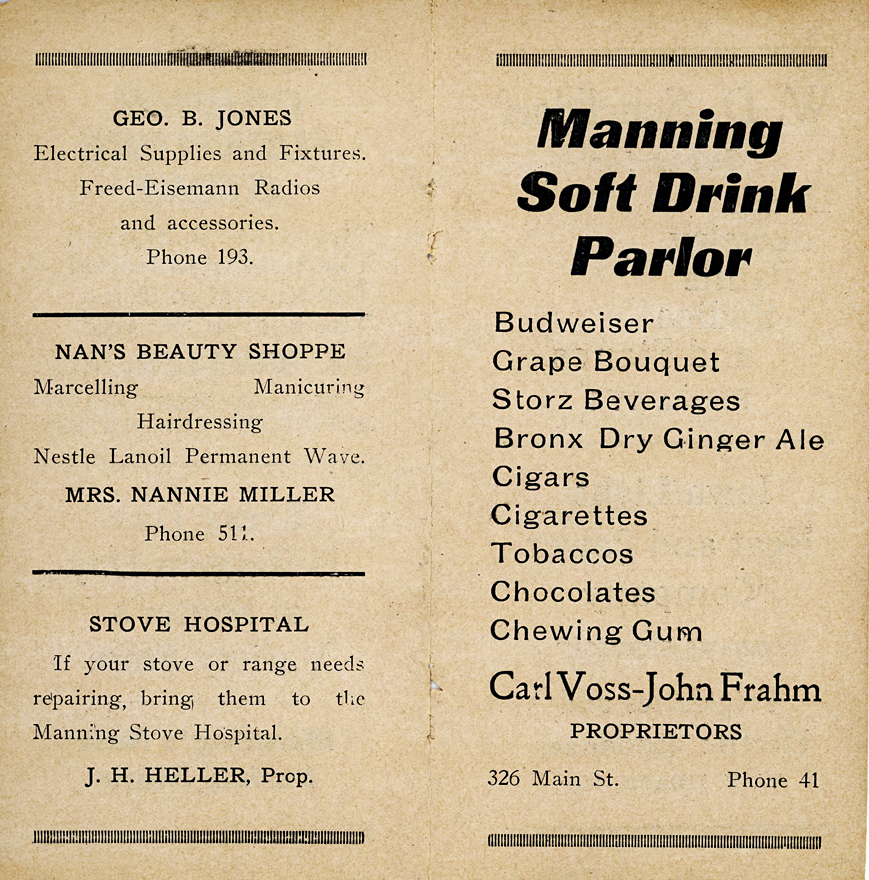 GEO. B. JONES
Electrical Supplies and Fixtures.
Freed-Eisemann Radios
and accessories.
Phone 193.
NAN'S BEAUTY SHOPPE
Marcelling Manicuring
Hairdressing
Nestle Lanoil Permanent Wave.
MRS. NANNIE MILLER
Phone 511.
STOVE HOSPITAL
If your stove or range needs
repairing, bring them to the
Manning Stove Hospital.
J. H. HELLER, Prop.
Manning
Soft Drink
Parlor
Budweiser
Grape Bouquet
Storz Beverages
Bronx Dry Ginger Ale
Cigars
Cigarettes
Tobaccos
Chocolates
Chewing Gum
Carl Voss-John Frahm
PROPRIETORS
326 Main St. Phone 41